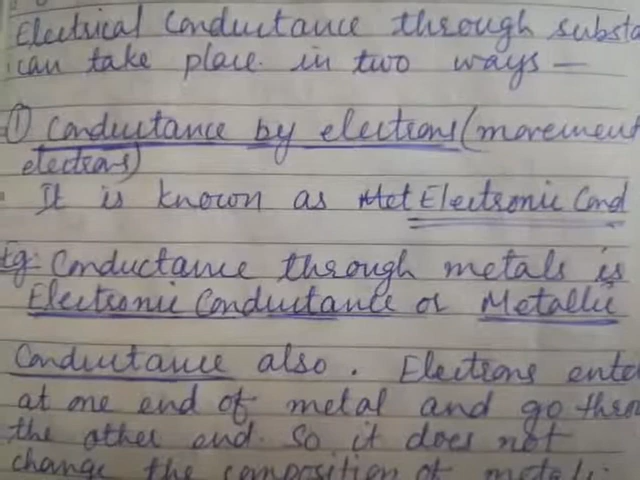 Electrical Conductance through substa
can take place in two ways —
① Conductance by electrons (movement
electrons)
It is known as Met Electronic Cond
Eg: Conductance through metals is
Electronic Conductance or Metallic
Conductance also. Electrons ente
at one end of metal and go thro
the other end. So it does not
change the composition of metal.